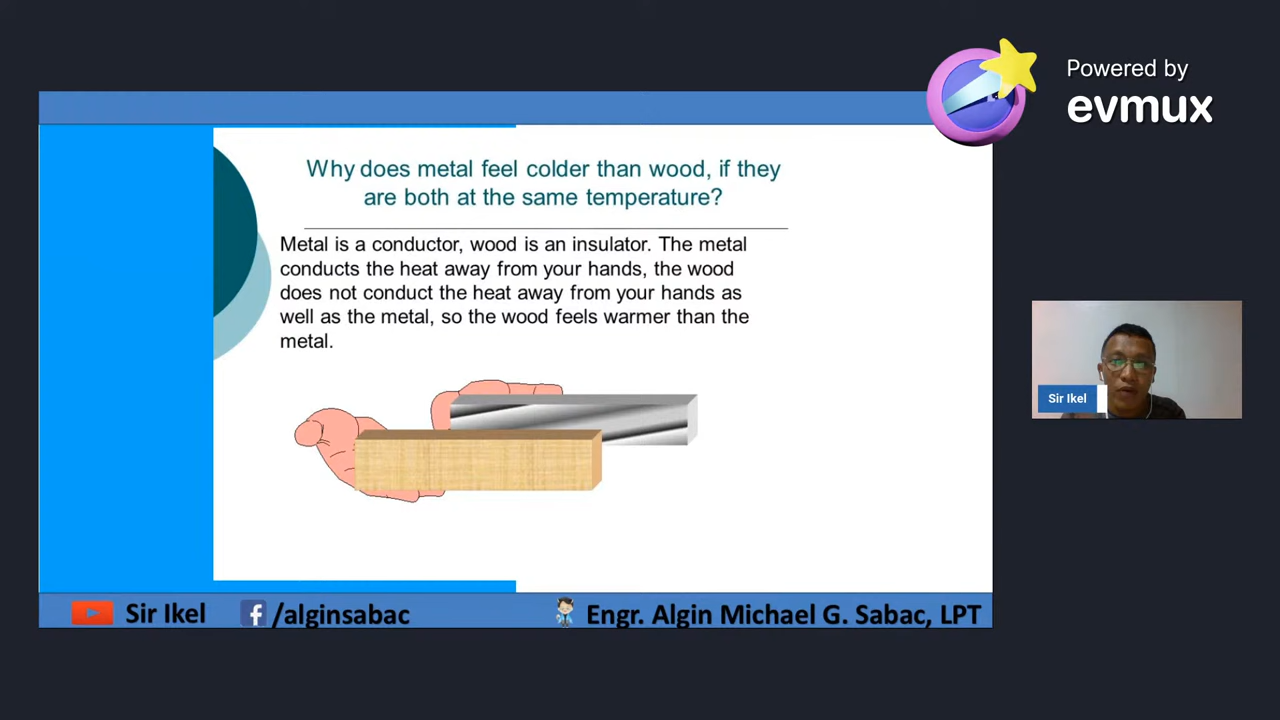 Powered by
evmux
Why does metal feel colder than wood, if they
are both at the same temperature?
Metal is a conductor, wood is an insulator. The metal
conducts the heat away from your hands, the wood
does not conduct the heat away from your hands as
well as the metal, so the wood feels warmer than the
metal.
Sir Ikel
Sir Ikel
/alginsabac
Engr. Algin Michael G. Sabac, LPT